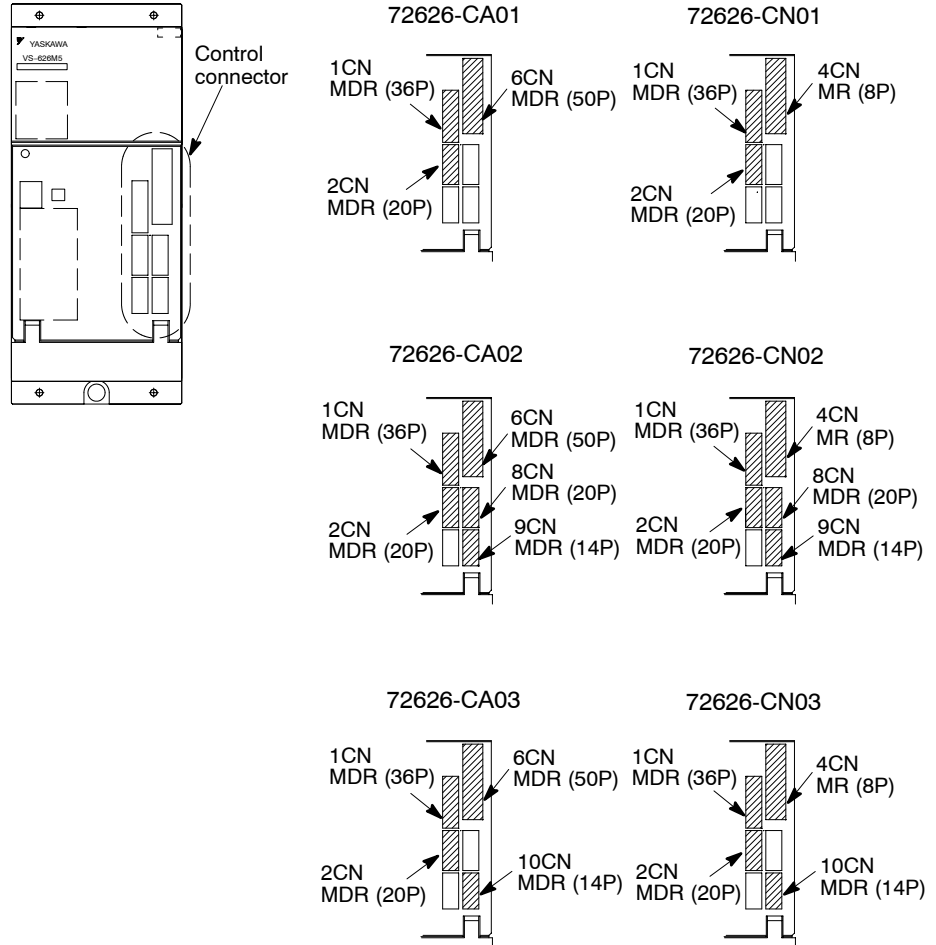 YASKAWA
VS-626M5
Control
connector
72626-CA01
1CN
MDR (36P)
6CN
MDR (50P)
2CN
MDR (20P)
72626-CN01
1CN
MDR (36P)
4CN
MR (8P)
2CN
MDR (20P)
72626-CA02
1CN
MDR (36P)
6CN
MDR (50P)
8CN
MDR (20P)
2CN
MDR (20P)
9CN
MDR (14P)
72626-CN02
1CN
MDR (36P)
4CN
MR (8P)
8CN
MDR (20P)
2CN
MDR (20P)
9CN
MDR (14P)
72626-CA03
1CN
MDR (36P)
6CN
MDR (50P)
2CN
MDR (20P)
10CN
MDR (14P)
72626-CN03
1CN
MDR (36P)
4CN
MR (8P)
2CN
MDR (20P)
10CN
MDR (14P)